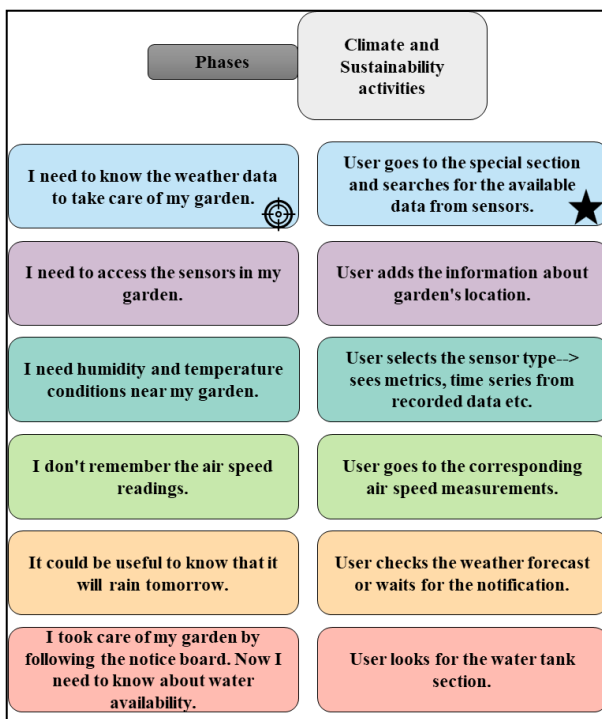 Phases
Climate and
Sustainability
activities
I need to know the weather data
to take care of my garden.
User goes to the special section
and searches for the available
data from sensors.
I need to access the sensors in my
garden.
User adds the information about
garden's location.
I need humidity and temperature
conditions near my garden.
User selects the sensor type-->
sees metrics, time series from
recorded data etc.
I don't remember the air speed
readings.
User goes to the corresponding
air speed measurements.
It could be useful to know that it
will rain tomorrow.
User checks the weather forecast
or waits for the notification.
I took care of my garden by
following the notice board. Now I
need to know about water
availability.
User looks for the water tank
section.